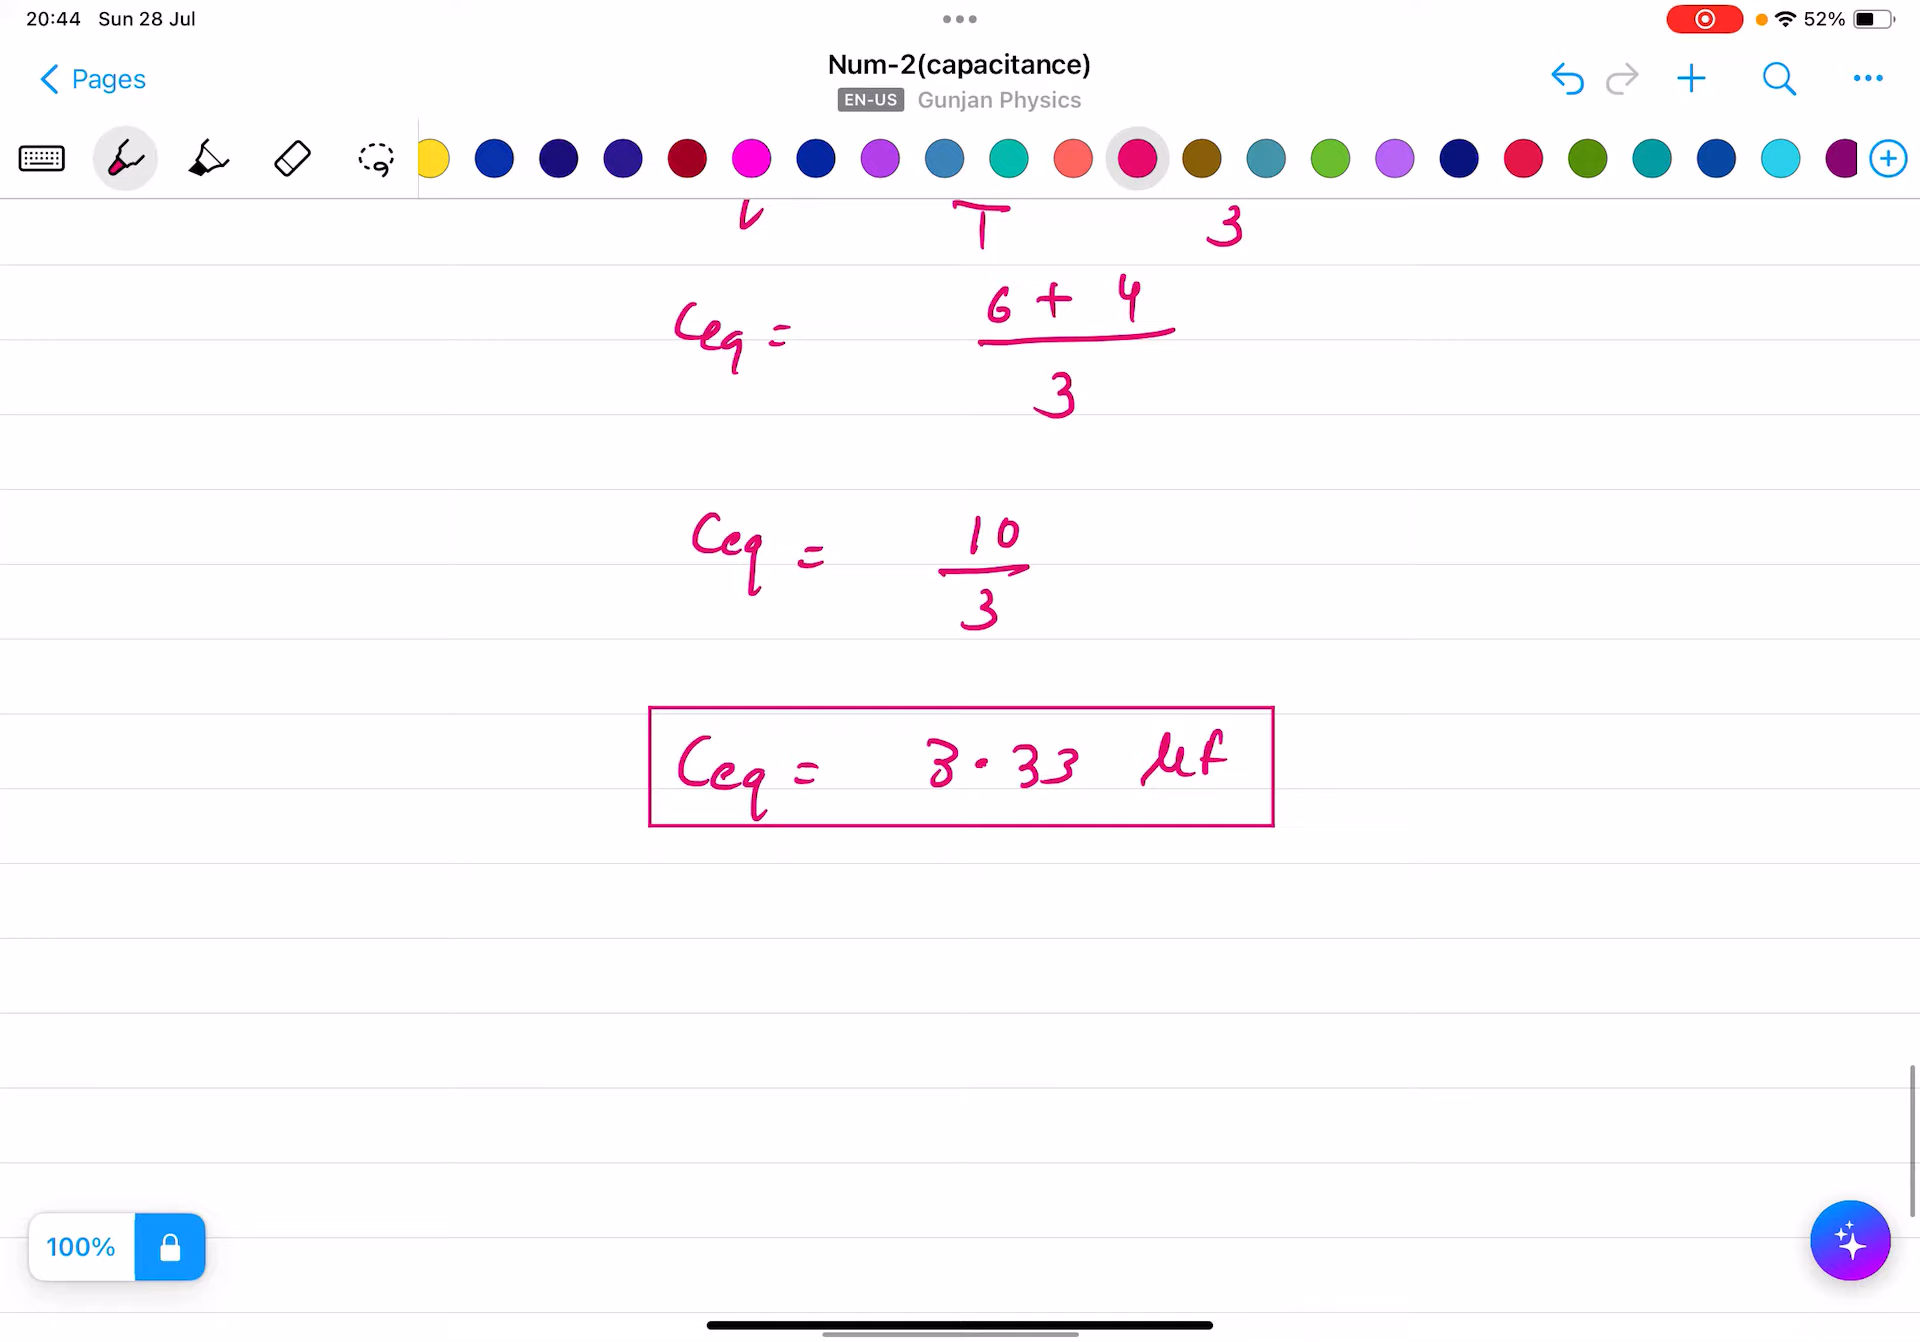 20:44 Sun 28 Jul
52%
Pages
Num-2(capacitance)
EN-US Gunjan Physics
3
Ceq = 6 + 4
3
Ceq = 10
3
Ceq = 3.33 μf
100%